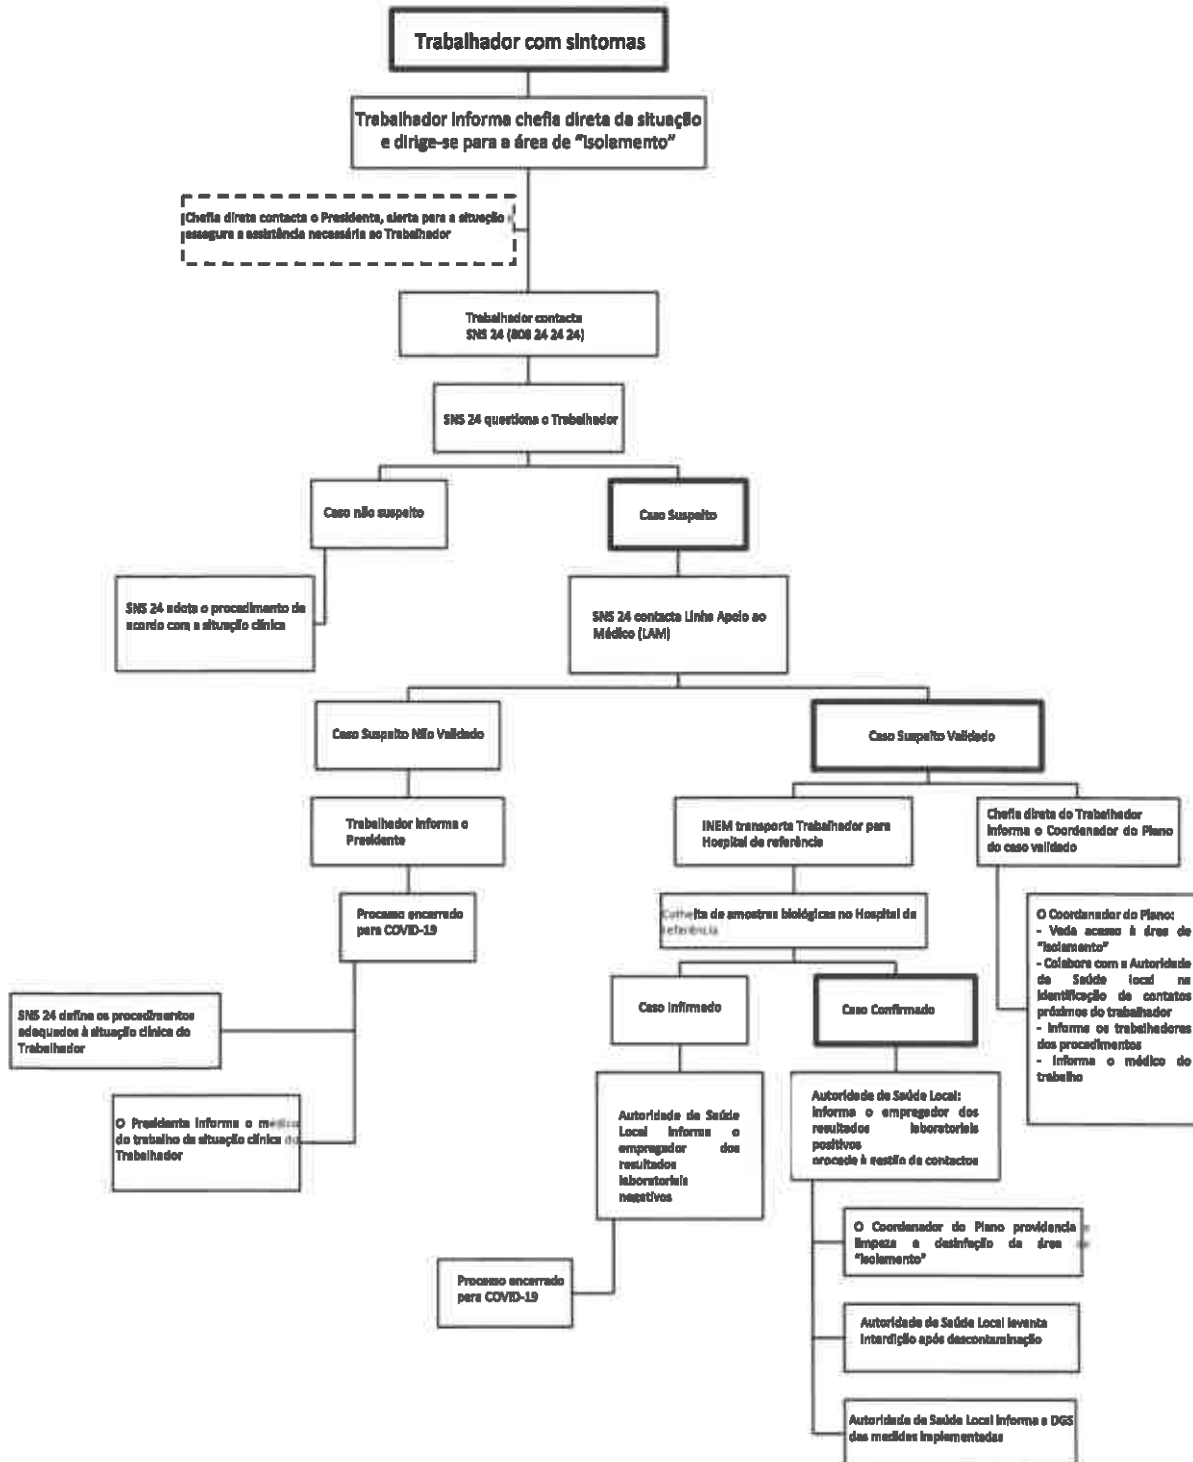 Trabalhador com sintomas
Trabalhador informa chefia direta da situação
e dirige-se para a área de "isolamento"
Chefia direta contacta o Presidente, alerta para a situação
assegura a assistência necessária ao Trabalhador
Trabalhador contacta
SNS 24 (808 24 24 24)
SNS 24 questiona o Trabalhador
Caso não suspeito
Caso Suspeito
SNS 24 adota o procedimento de
acordo com a situação clínica
SNS 24 contacta Linha Apoio ao
Médico (LAM)
Caso Suspeito Não Validado
Caso Suspeito Validado
Trabalhador informa o
Presidente
INEM transporta Trabalhador para
Hospital de referência
Chefia direta do Trabalhador
informa o Coordenador do Plano
do caso validado
Processo encerrado
para COVID-19
Colheita de amostras biológicas no Hospital de
referência
O Coordenador do Plano:
- Veda acesso à área de
"isolamento"
- Colabora com a Autoridade
de Saúde local na
identificação de contatos
próximos do trabalhador
- Informa os trabalhadores
dos procedimentos
- Informa o médico do
trabalho
SNS 24 define os procedimentos
adequados à situação clínica do
Trabalhador
Caso Infirmado
Caso Confirmado
O Presidente informa o médico
do trabalho da situação clínica do
Trabalhador
Autoridade de Saúde
Local informa o
empregador dos
resultados
laboratoriais
negativos
Autoridade de Saúde Local:
informa o empregador dos
resultados laboratoriais
positivos
procede à gestão de contactos
Processo encerrado
para COVID-19
O Coordenador do Plano providencia a
limpeza e desinfeção da área de
"isolamento"
Autoridade de Saúde Local levanta
interdição após descontaminação
Autoridade de Saúde Local informa a DGS
das medidas implementadas